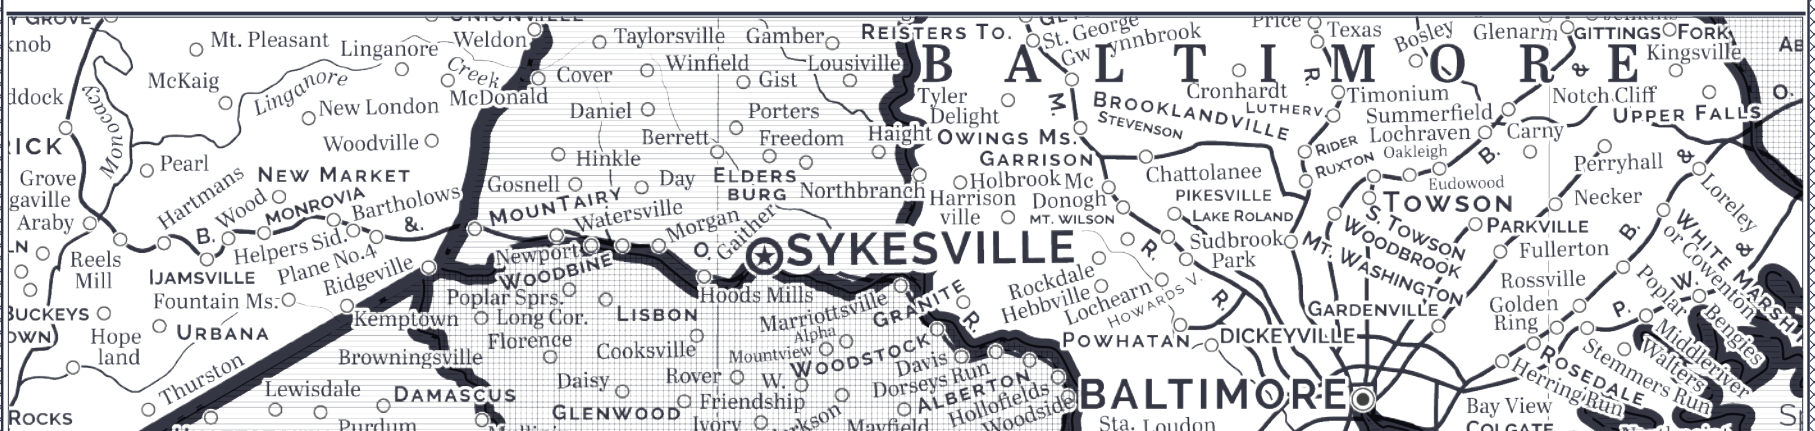 Y GROVE
knob
Mt. Pleasant
Linganore
Weldon
UNIONVILLE
Taylorsville
Gamber
REISTERS TO.
St. George
Gwynnbrook
Price
Texas
Bosley
Glenarm
GITTINGS
FORK
Kingsville
McKaig
Creek
Cover
Winfield
Gist
Lousiville
BALTIMORE
&
R.
ddock
Monocacy
Linganore
New London
McDonald
Daniel
Porters
Tyler
Delight
M.
BROOKLANDVILLE
STEVENSON
Cronhardt
LUTHERV.
Timonium
Summerfield
Notch Cliff
UPPER FALLS
O.
RICK
Woodville
Berrett
Freedom
Haight
OWINGS MS.
GARRISON
RIDER
RUXTON
Lochraven
Oakleigh
Carny
B.
Perryhall
&
Grove
gaville
Pearl
NEW MARKET
Hinkle
Gosnell
Day
ELDERS
BURG
Northbranch
Holbrook
Mc
Donogh
Chattolanee
PIKESVILLE
Eudowood
TOWSON
Necker
Loreley
Araby
Hartmans
Wood
MONROVIA
Bartholows
MOUNTAIRY
Watersville
Morgan
Gaither
Harrison
ville
MT. WILSON
LAKE ROLAND
S. TOWSON
PARKVILLE
B.
WHITE MARSH
or Cowenton
&
Reels
Mill
B.
&.
Helpers Sid.
Plane No.4
IJAMSVILLE
Newport
WOODBINE
O.
SYKESVILLE
R.
Sudbrook
Park
MT. WASHINGTON
WOODBROOK
Fullerton
Fountain Ms.
Ridgeville
Poplar Sprs.
Hoods Mills
Marriottsville
Rockdale
Hebbville
Lochearn
HOWARDS V.
R.
Rossville
Poplar
W.
BUCKEYS
OWN
Hope
land
URBANA
Kemptown
Long Cor.
LISBON
Alpha
GRANITE
R.
GARDENVILLE
Golden
Ring
P.
Bengies
Browningsville
Florence
Cooksville
Mountview
WOODSTOCK
POWHATAN
DICKEYVILLE
Middleriver
Thurston
Lewisdale
DAMASCUS
Daisy
Rover
W.
Friendship
Davis
Dorseys Run
ALBERTON
BALTIMORE
ROSEDALE
Stemmers Run
Walters
ROCKS
Purdum
GLENWOOD
Ivory
Mayfield
Hollofields
Woodside
Sta.
Loudon
Herring Run
Bay View
COLGATE